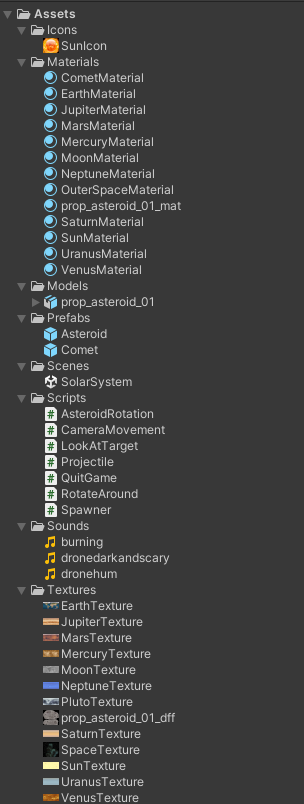 Assets
Icons
SunIcon
Materials
CometMaterial
EarthMaterial
JupiterMaterial
MarsMaterial
MercuryMaterial
MoonMaterial
NeptuneMaterial
OuterSpaceMaterial
prop_asteroid_01_mat
SaturnMaterial
SunMaterial
UranusMaterial
VenusMaterial
Models
prop_asteroid_01
Prefabs
Asteroid
Comet
Scenes
SolarSystem
Scripts
AsteroidRotation
CameraMovement
LookAtTarget
Projectile
QuitGame
RotateAround
Spawner
Sounds
burning
dronedarkandscary
dronehum
Textures
EarthTexture
JupiterTexture
MarsTexture
MercuryTexture
MoonTexture
NeptuneTexture
PlutoTexture
prop_asteroid_01_dff
SaturnTexture
SpaceTexture
SunTexture
UranusTexture
VenusTexture